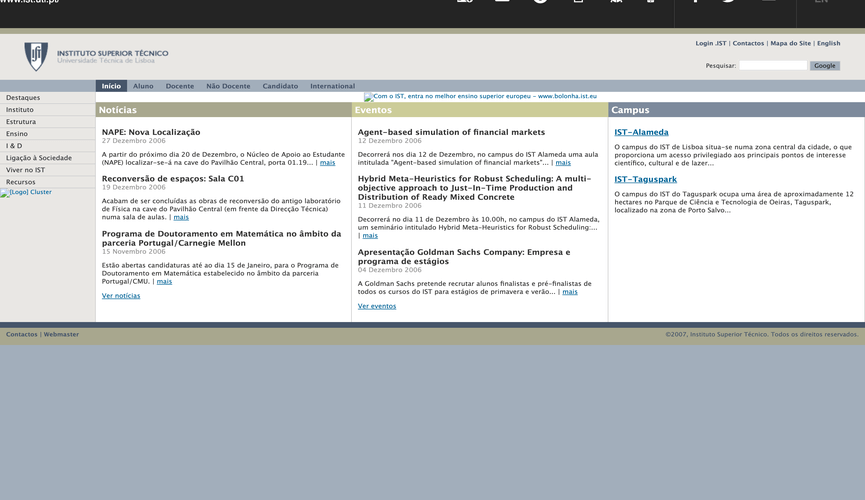 www.ist.utl.pt
EN
INSTITUTO SUPERIOR TÉCNICO
Universidade Técnica de Lisboa
Login .IST | Contactos | Mapa do Site | English
Pesquisar:
Google
Início Aluno Docente Não Docente Candidato International
Destaques
Instituto
Estrutura
Ensino
I & D
Ligação à Sociedade
Viver no IST
Recursos
[Logo] Cluster
Com o IST, entra no melhor ensino superior europeu - www.bolonha.ist.eu
Notícias
NAPE: Nova Localização
27 Dezembro 2006
A partir do próximo dia 20 de Dezembro, o Núcleo de Apoio ao Estudante
(NAPE) localizar-se-á na cave do Pavilhão Central, porta 01.19... | mais
Reconversão de espaços: Sala C01
19 Dezembro 2006
Acabam de ser concluídas as obras de reconversão do antigo laboratório
de Física na cave do Pavilhão Central (em frente da Direcção Técnica)
numa sala de aulas. | mais
Programa de Doutoramento em Matemática no âmbito da
parceria Portugal/Carnegie Mellon
15 Novembro 2006
Estão abertas candidaturas até ao dia 15 de Janeiro, para o Programa de
Doutoramento em Matemática estabelecido no âmbito da parceria
Portugal/CMU. | mais
Ver notícias
Eventos
Agent-based simulation of financial markets
12 Dezembro 2006
Decorrerá nos dia 12 de Dezembro, no campus do IST Alameda uma aula
intitulada "Agent-based simulation of financial markets"... | mais
Hybrid Meta-Heuristics for Robust Scheduling: A multi-
objective approach to Just-In-Time Production and
Distribution of Ready Mixed Concrete
11 Dezembro 2006
Decorrerá no dia 11 de Dezembro às 10.00h, no campus do IST Alameda,
um seminário intitulado Hybrid Meta-Heuristics for Robust Scheduling:...
| mais
Apresentação Goldman Sachs Company: Empresa e
programa de estágios
04 Dezembro 2006
A Goldman Sachs pretende recrutar alunos finalistas e pré-finalistas de
todos os cursos do IST para estágios de primavera e verão... | mais
Ver eventos
Campus
IST-Alameda
O campus do IST de Lisboa situa-se numa zona central da cidade, o que
proporciona um acesso privilegiado aos principais pontos de interesse
científico, cultural e de lazer...
IST-Taguspark
O campus do IST do Taguspark ocupa uma área de aproximadamente 12
hectares no Parque de Ciência e Tecnologia de Oeiras, Taguspark,
localizado na zona de Porto Salvo...
Contactos | Webmaster
©2007, Instituto Superior Técnico. Todos os direitos reservados.